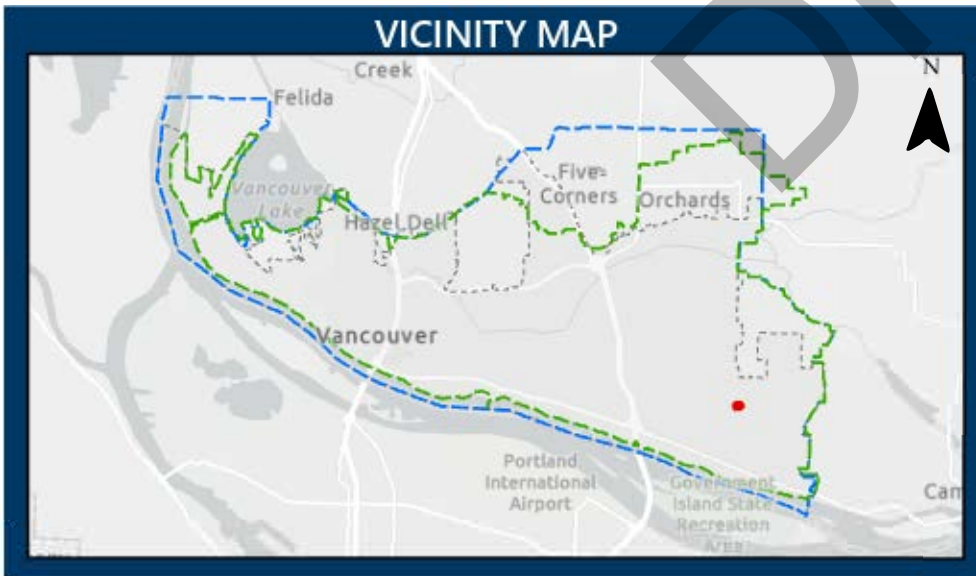 VICINITY MAP
N
Creek
Felida
Vancouver
Lake
Hazel Dell
Five
Corners
Orchards
Vancouver
Portland
International
Airport
Government
Island State
Recreation
Area
Cam